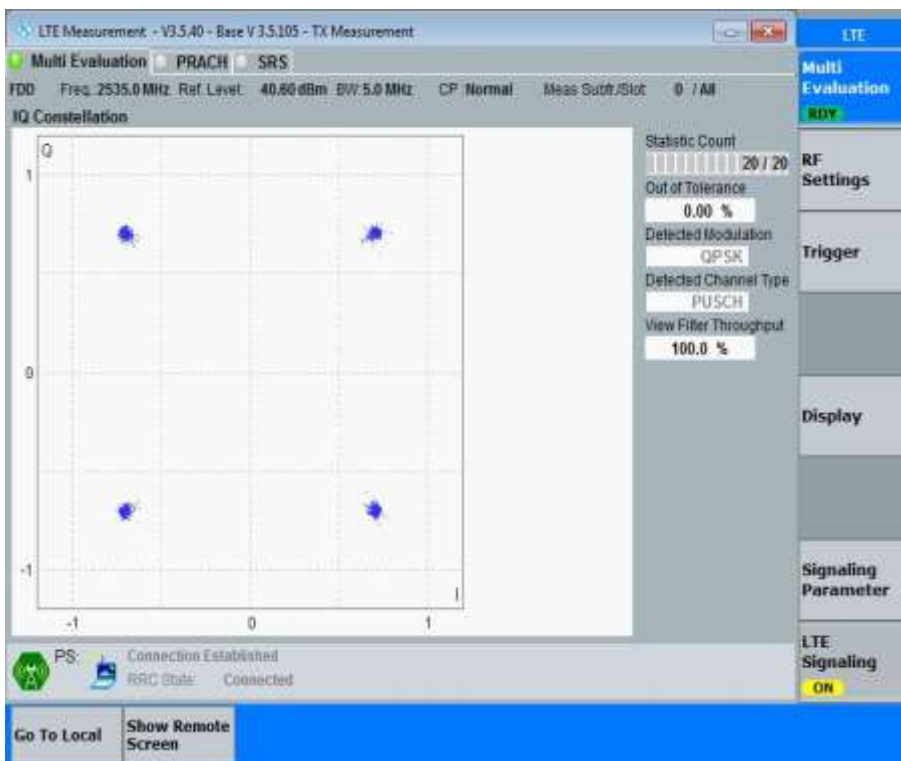 LTE Measurement - V3.5.40 - Base V 3.5.105 - TX Measurement
LTE
Multi Evaluation PRACH SRS
Multi
Evaluation
RDY
FDD Freq. 2535.0 MHz Ref. Level: 40.60 dBm BW: 5.0 MHz CP: Normal Meas Subfr./Slot: 0 / All
IQ Constellation
Q
1
0
-1
-1 0 1
I
Statistic Count
20 / 20
Out of Tolerance
0.00 %
Detected Modulation
QPSK
Detected Channel Type
PUSCH
View Filter Throughput
100.0 %
RF
Settings
Trigger
Display
Signaling
Parameter
LTE
Signaling
ON
PS: Connection Established
RRC State: Connected
Go To Local
Show Remote
Screen